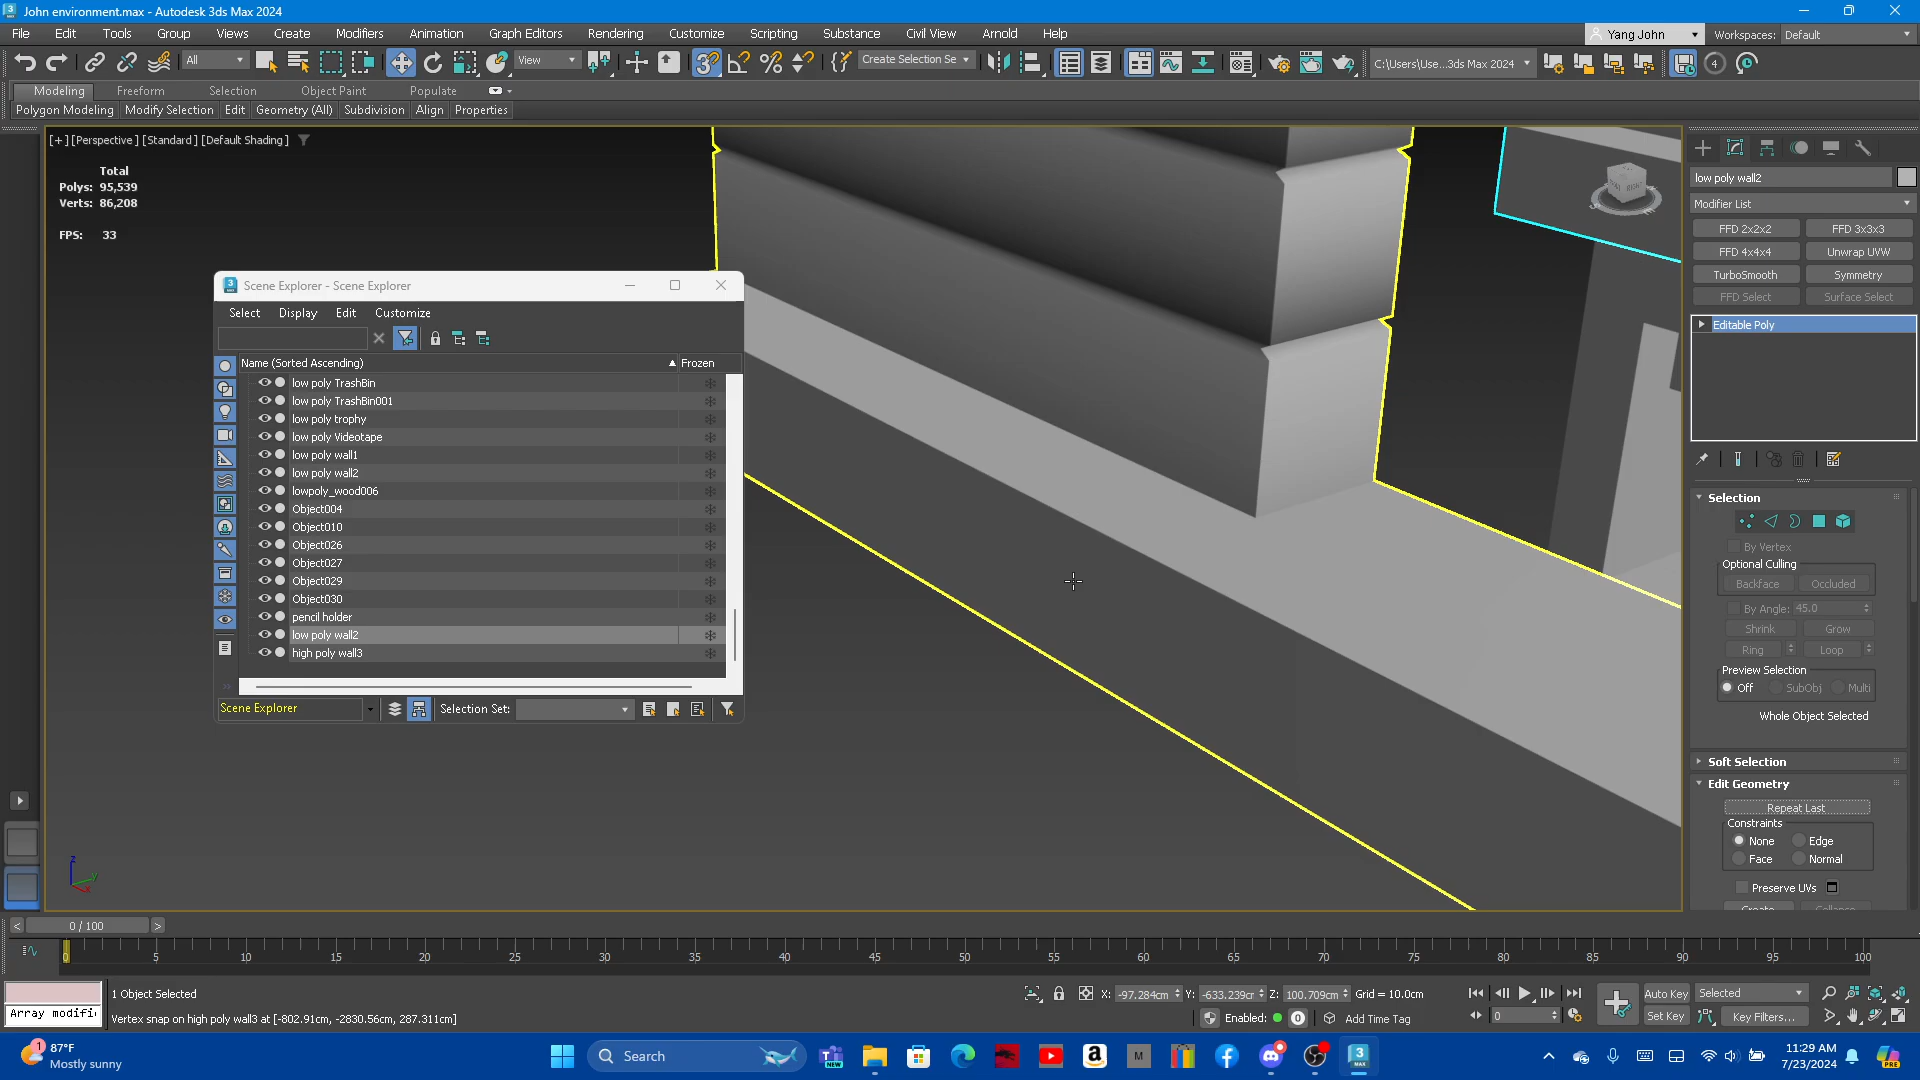 John environment.max - Autodesk 3ds Max 2024
File Edit Tools Group Views Create Modifiers Animation Graph Editors Rendering Customize Scripting Substance Civil View Arnold Help
Yang John Workspaces: Default
All View Create Selection Se C:\Users\Use...3ds Max 2024 4
Modeling Freeform Selection Object Paint Populate
Polygon Modeling Modify Selection Edit Geometry (All) Subdivision Align Properties
[+] [Perspective] [Standard] [Default Shading]
Total
Polys: 95,539
Verts: 86,208
FPS: 33
Scene Explorer - Scene Explorer
Select Display Edit Customize
Name (Sorted Ascending) Frozen
low poly TrashBin
low poly TrashBin001
low poly trophy
low poly Videotape
low poly wall1
low poly wall2
lowpoly_wood006
Object004
Object010
Object026
Object027
Object029
Object030
pencil holder
low poly wall2
high poly wall3
Scene Explorer Selection Set:
RIGHT
low poly wall2
Modifier List
FFD 2x2x2 FFD 3x3x3
FFD 4x4x4 Unwrap UVW
TurboSmooth Symmetry
FFD Select Surface Select
Editable Poly
Selection
By Vertex
Optional Culling
Backface Occluded
By Angle: 45.0
Shrink Grow
Ring Loop
Preview Selection
Off SubObj Multi
Whole Object Selected
Soft Selection
Edit Geometry
Repeat Last
Constraints
None Edge
Face Normal
Preserve UVs
Create Collapse
0 / 100
0 5 10 15 20 25 30 35 40 45 50 55 60 65 70 75 80 85 90 95 100
1 Object Selected
X: -97.284cm Y: -633.239cr Z: 100.709cm Grid = 10.0cm
Auto Key Selected
Array modifi
Vertex snap on high poly wall3 at [-802.91cm, -2830.56cm, 287.311cm]
Enabled: 0 Add Time Tag
0 Set Key Key Filters...
1 87°F
Mostly sunny
Search
NEW
M
3 MAX
11:29 AM
7/23/2024
PRE